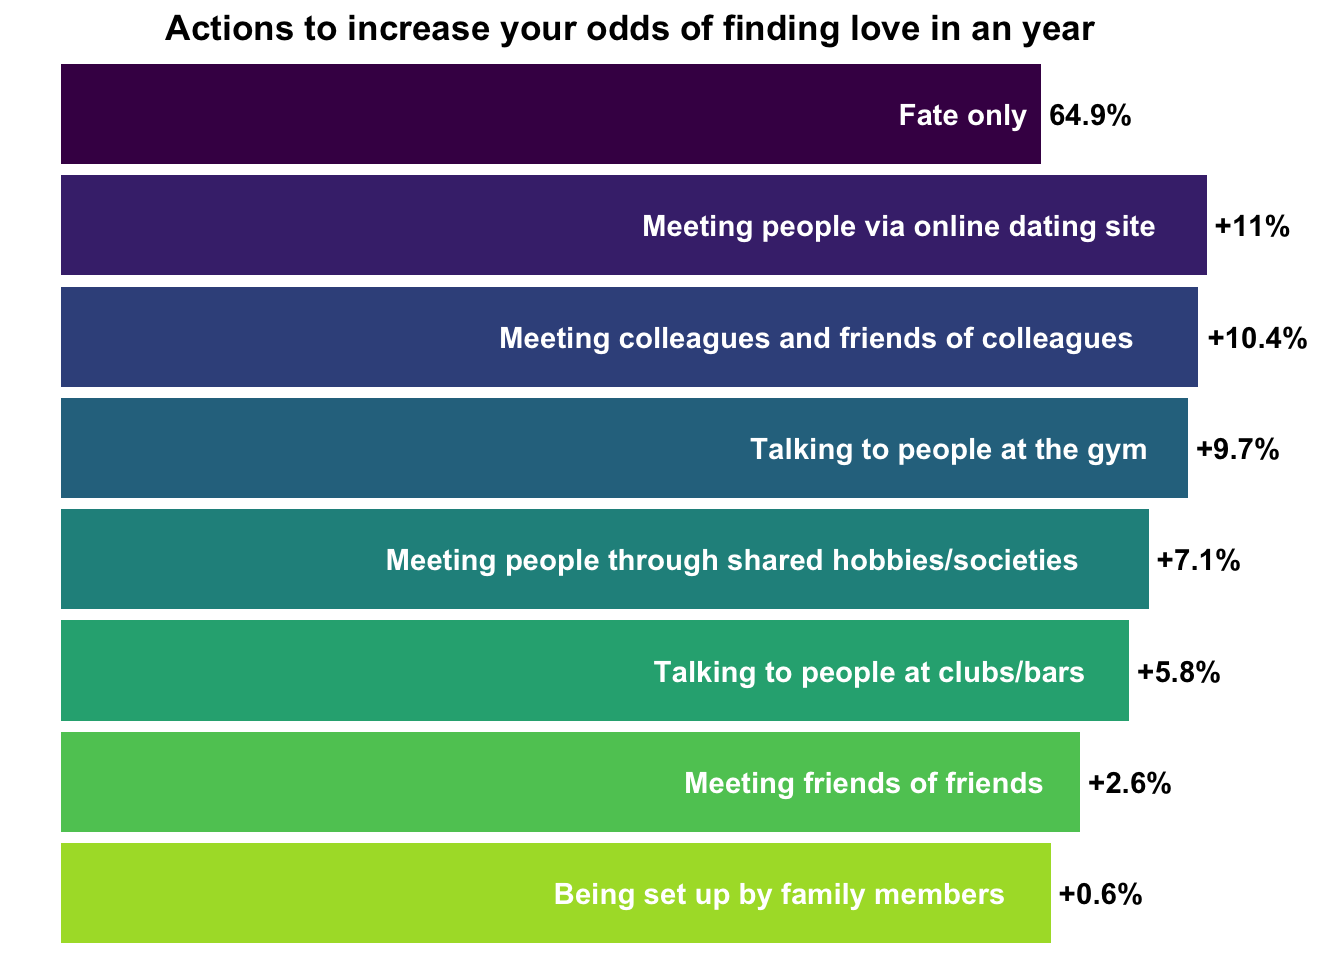 Actions to increase your odds of finding love in an year
Fate only 64.9%
Meeting people via online dating site +11%
Meeting colleagues and friends of colleagues +10.4%
Talking to people at the gym +9.7%
Meeting people through shared hobbies/societies +7.1%
Talking to people at clubs/bars +5.8%
Meeting friends of friends +2.6%
Being set up by family members +0.6%